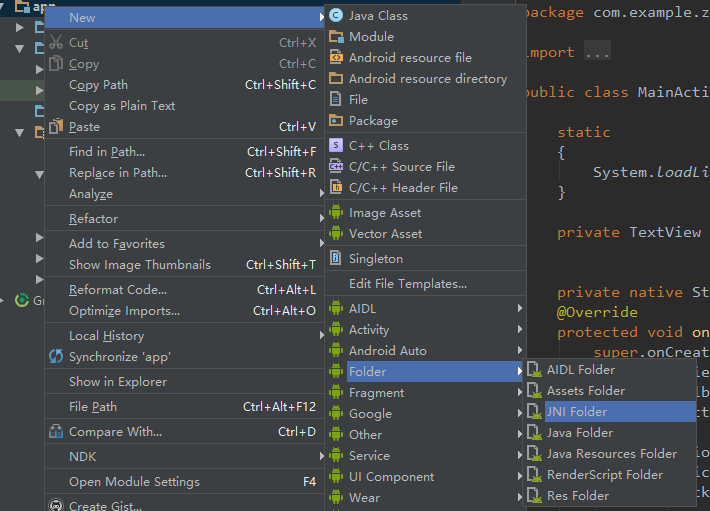 app
New
Cut Ctrl+X
Copy Ctrl+C
Copy Path Ctrl+Shift+C
Copy as Plain Text
Paste Ctrl+V
Find in Path... Ctrl+Shift+F
Replace in Path... Ctrl+Shift+R
Analyze
Refactor
Add to Favorites
Show Image Thumbnails Ctrl+Shift+T
Reformat Code... Ctrl+Alt+L
Optimize Imports... Ctrl+Alt+O
Local History
Synchronize 'app'
Show in Explorer
File Path Ctrl+Alt+F12
Compare With... Ctrl+D
NDK
Open Module Settings F4
Create Gist...
Java Class
Module
Android resource file
Android resource directory
File
Package
C++ Class
C/C++ Source File
C/C++ Header File
Image Asset
Vector Asset
Singleton
Edit File Templates...
AIDL
Activity
Android Auto
Folder
Fragment
Google
Other
Service
UI Component
Wear
AIDL Folder
Assets Folder
JNI Folder
Java Folder
Java Resources Folder
RenderScript Folder
Res Folder
package com.example.z
import ...
public class MainActi
static
{
System.loadLi
}
private TextView
private native St
@Override
protected void on
super.onCreat